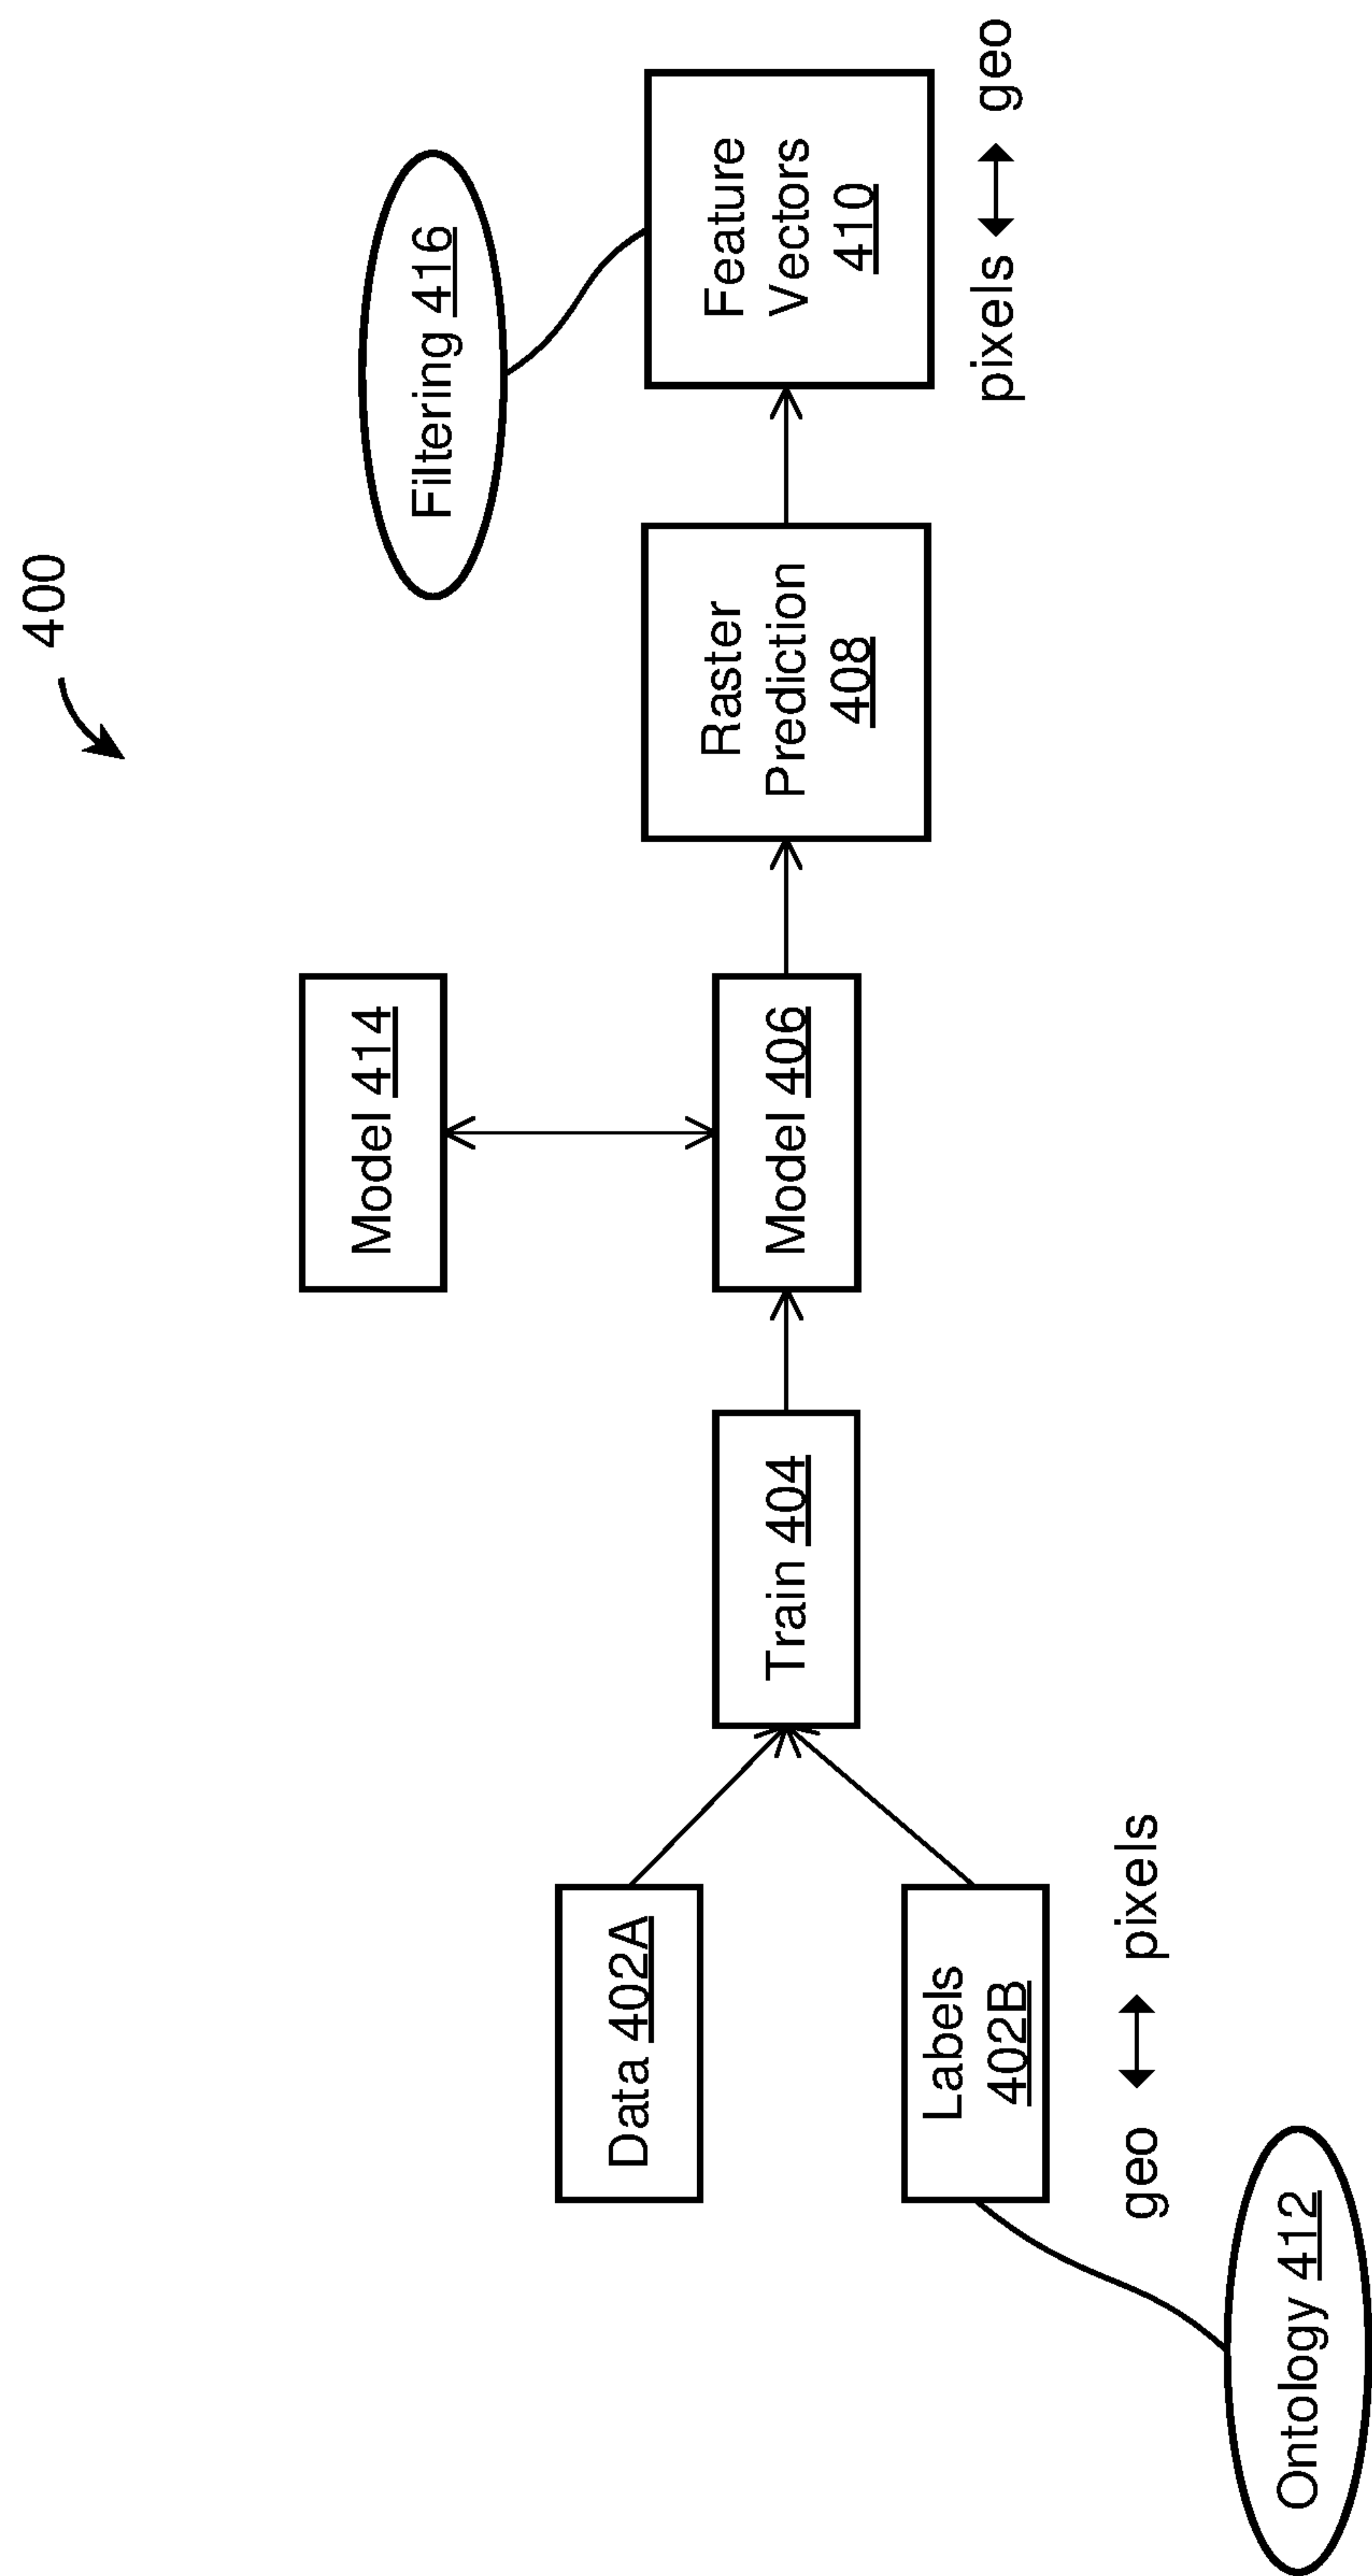 400
Filtering 416
Model 414
Data 402A
Train 404
Model 406
Raster
Prediction
408
Feature
Vectors
410
Labels
402B
pixels
geo
geo
pixels
Ontology 412